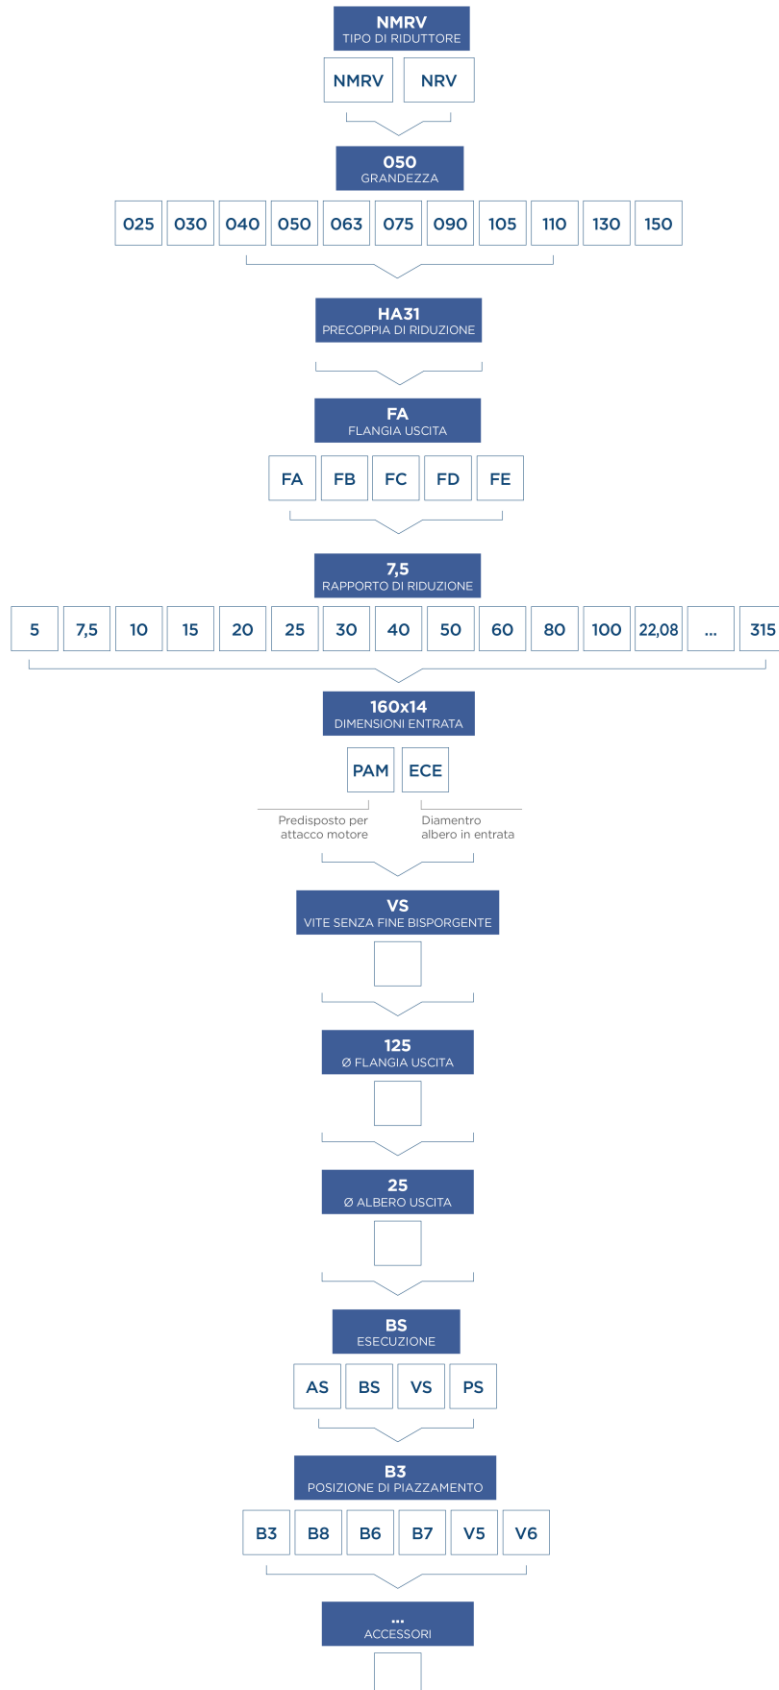 NMRV
TIPO DI RIDUTTORE
NMRV NRV
050
GRANDEZZA
025 030 040 050 063 075 090 105 110 130 150
HA31
PRECOPPIA DI RIDUZIONE
FA
FLANGIA USCITA
FA FB FC FD FE
7,5
RAPPORTO DI RIDUZIONE
5 7,5 10 15 20 25 30 40 50 60 80 100 22,08 ... 315
160x14
DIMENSIONI ENTRATA
PAM ECE
Predisposto per
attacco motore
Diamentro
albero in entrata
VS
VITE SENZA FINE BISPORGENTE
125
Ø FLANGIA USCITA
25
Ø ALBERO USCITA
BS
ESECUZIONE
AS BS VS PS
B3
POSIZIONE DI PIAZZAMENTO
B3 B8 B6 B7 V5 V6
...
ACCESSORI